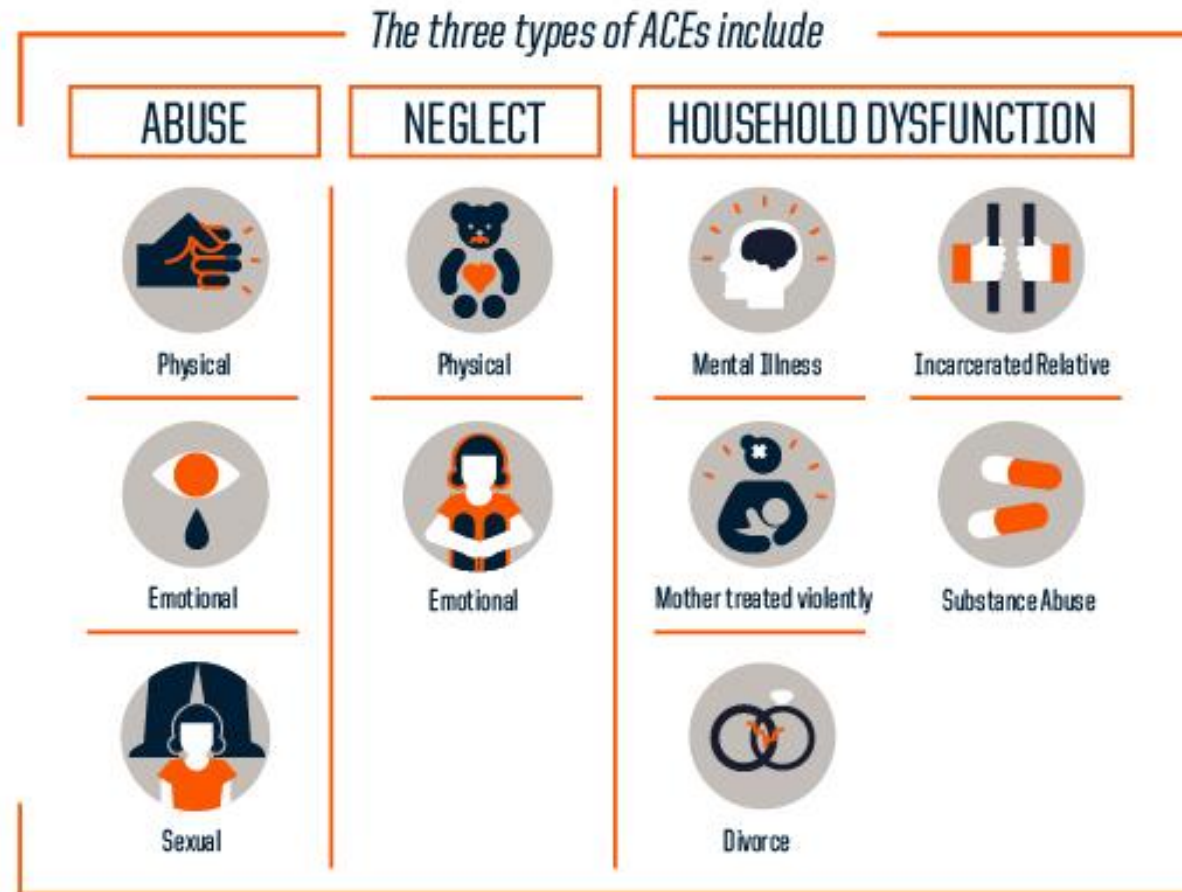 The three types of ACEs include
ABUSE
NEGLECT
HOUSEHOLD DYSFUNCTION
Physical
Physical
Mental Illness
Incarcerated Relative
Emotional
Emotional
Mother treated violently
Substance Abuse
Sexual
Divorce